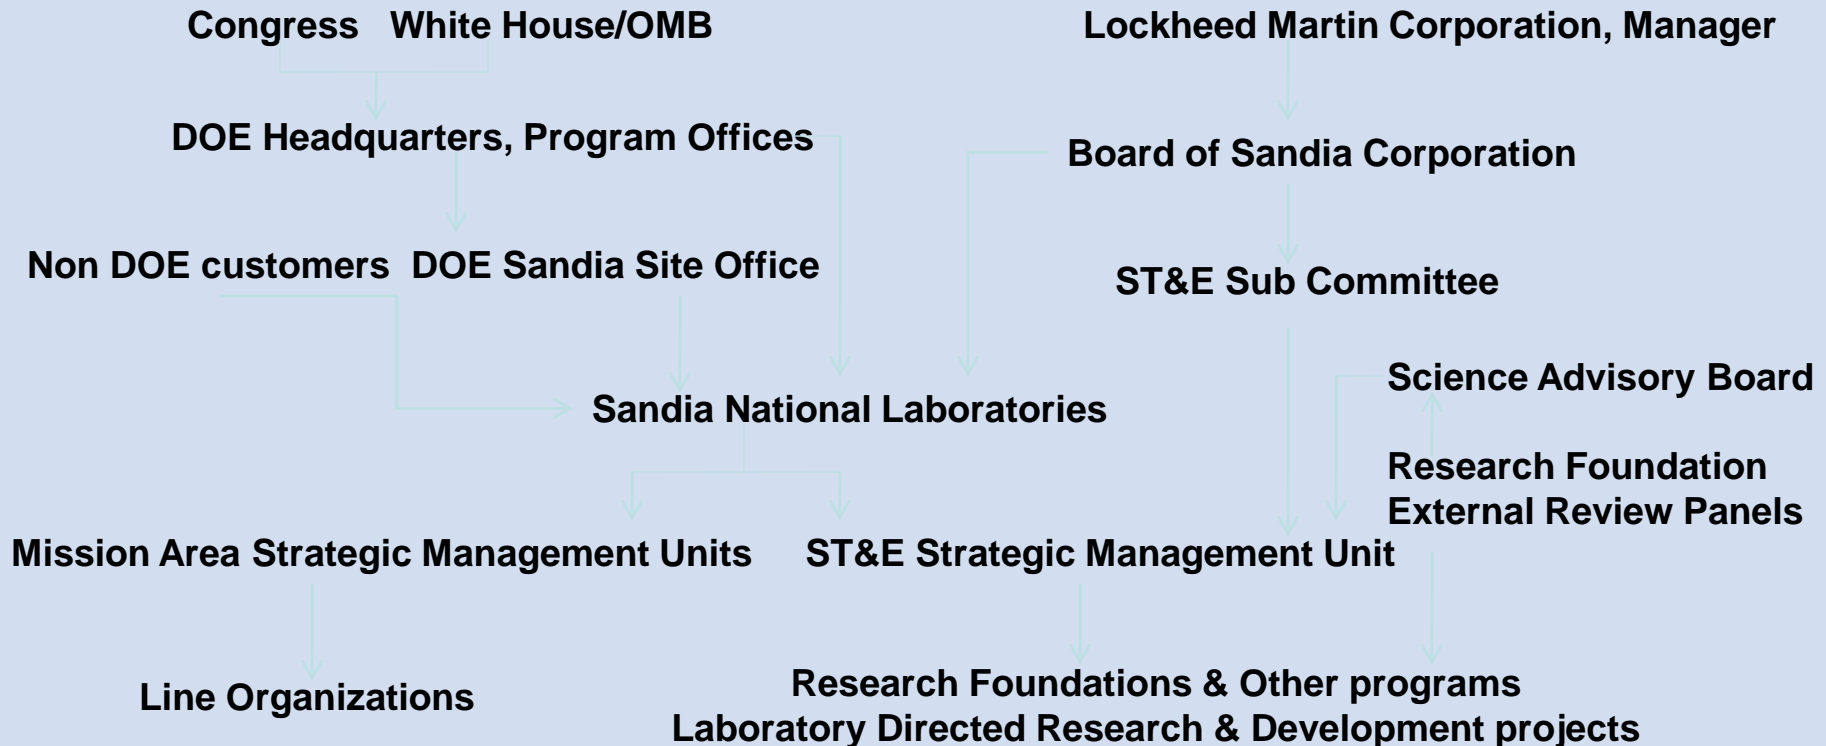 Congress White House/OMB
Lockheed Martin Corporation, Manager
DOE Headquarters, Program Offices
Board of Sandia Corporation
Non DOE customers DOE Sandia Site Office
ST&E Sub Committee
Science Advisory Board
Sandia National Laboratories
Research Foundation
External Review Panels
Mission Area Strategic Management Units
ST&E Strategic Management Unit
Line Organizations
Research Foundations & Other programs
Laboratory Directed Research & Development projects